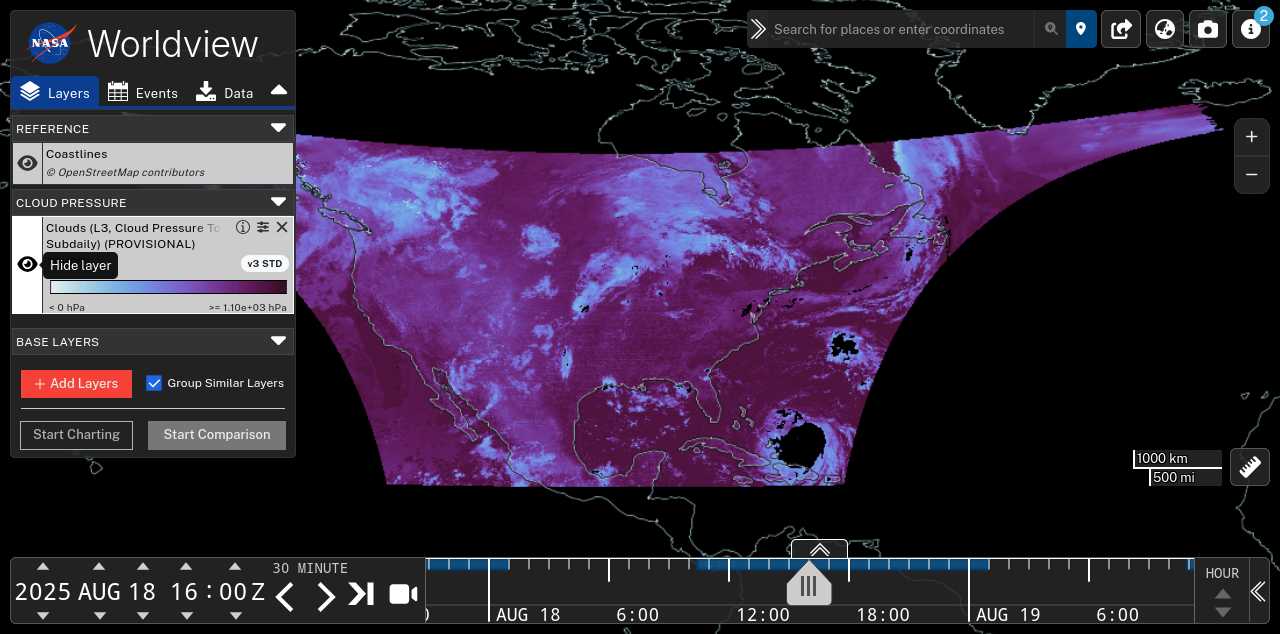 NASA
Worldview
Layers
Events
Data
REFERENCE
Coastlines
© OpenStreetMap contributors
CLOUD PRESSURE
Clouds (L3, Cloud Pressure To
Subdaily) (PROVISIONAL)
Hide layer
v3 STD
< 0 hPa
>= 1.10e+03 hPa
BASE LAYERS
+ Add Layers
Group Similar Layers
Start Charting
Start Comparison
Search for places or enter coordinates
2
+
−
1000 km
500 mi
2025 AUG 18 16:00 Z
30 MINUTE
AUG 18
6:00
12:00
18:00
AUG 19
6:00
HOUR